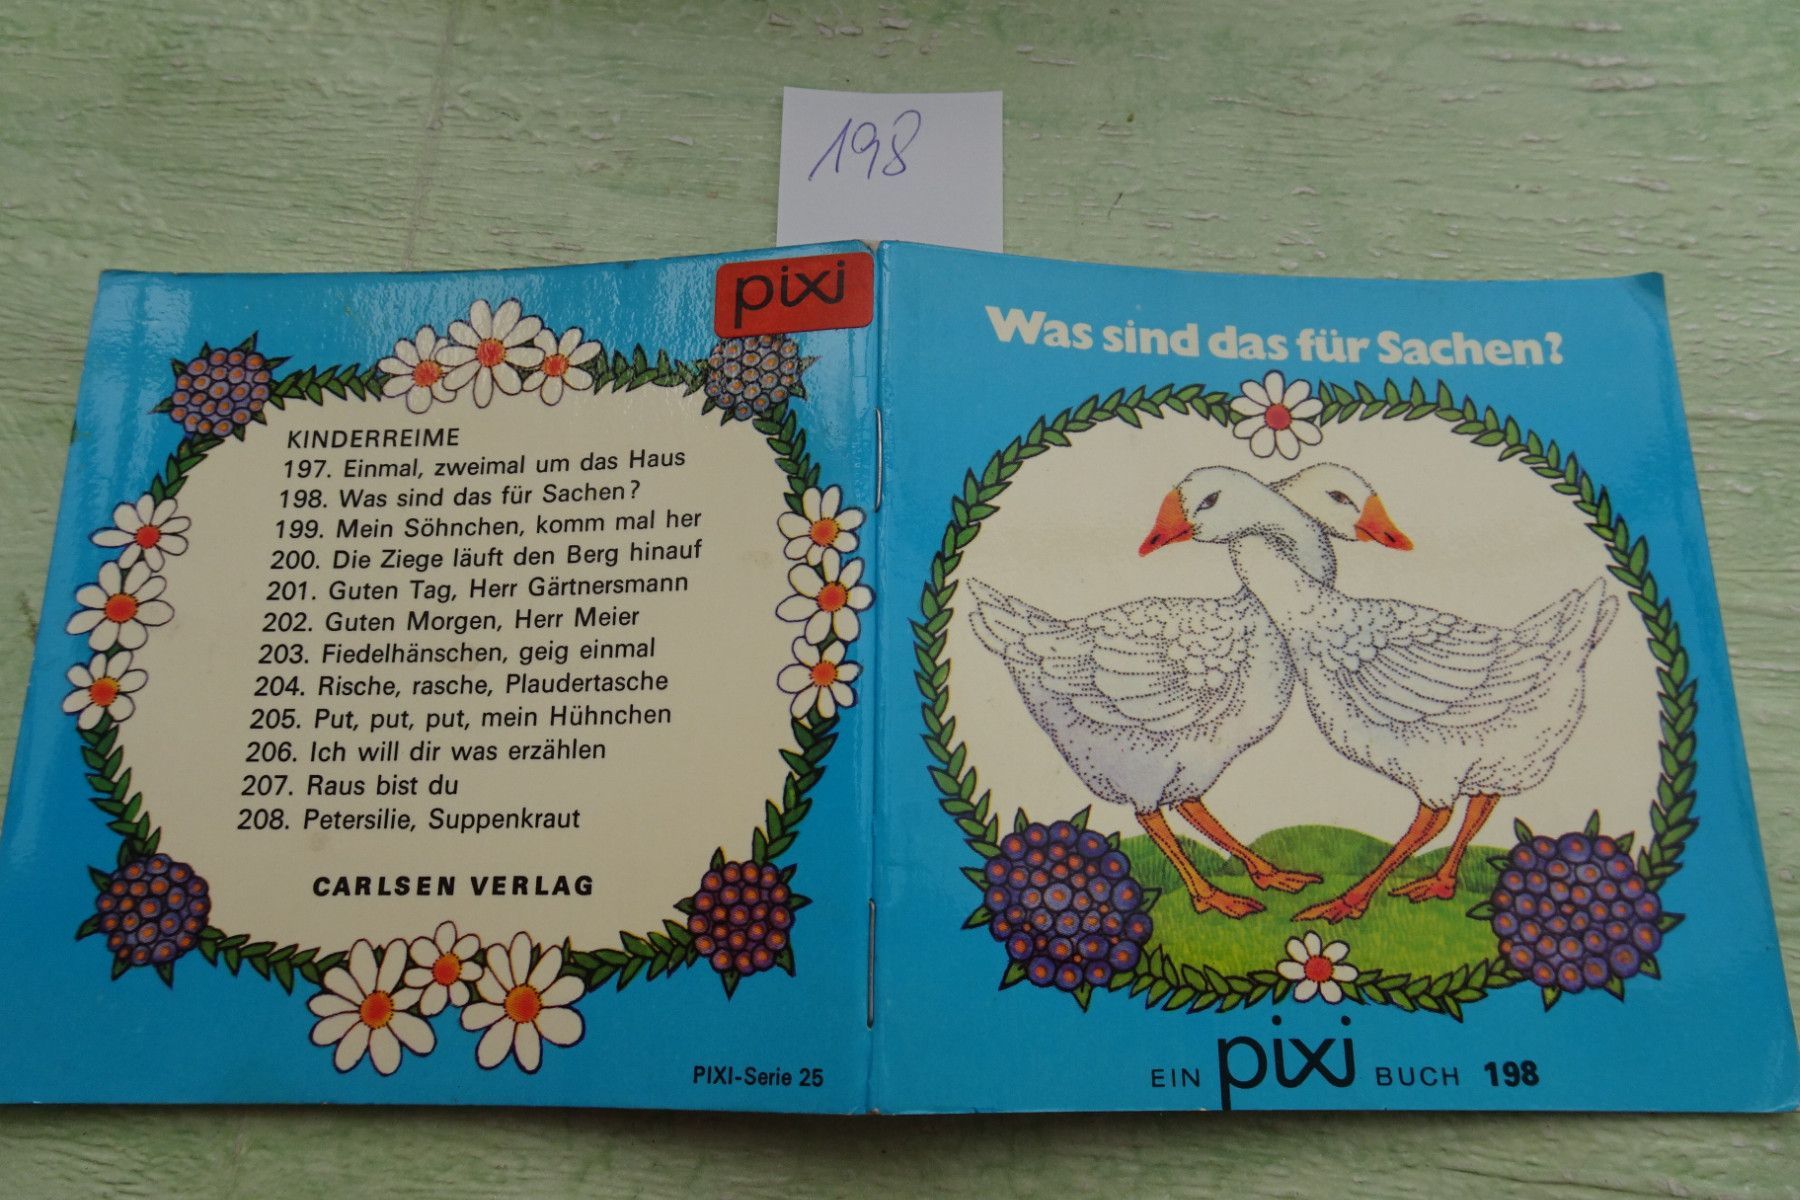 198
pixi
KINDERREIME
197. Einmal, zweimal um das Haus
198. Was sind das für Sachen?
199. Mein Söhnchen, komm mal her
200. Die Ziege läuft den Berg hinauf
201. Guten Tag, Herr Gärtnersmann
202. Guten Morgen, Herr Meier
203. Fiedelhänschen, geig einmal
204. Rische, rasche, Plaudertasche
205. Put, put, put, mein Hühnchen
206. Ich will dir was erzählen
207. Raus bist du
208. Petersilie, Suppenkraut
CARLSEN VERLAG
PIXI-Serie 25
Was sind das für Sachen?
EIN pixi BUCH 198